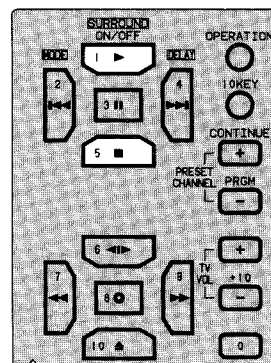 SURROUND
ON/OFF
OPERATION
1
MODE
DELAY
2
3
4
10KEY
5
CONTINUE
+
PRESET
CHANNEL
PRGM
-
6
+
TV
VOL
7
8
9
+10
-
10
0